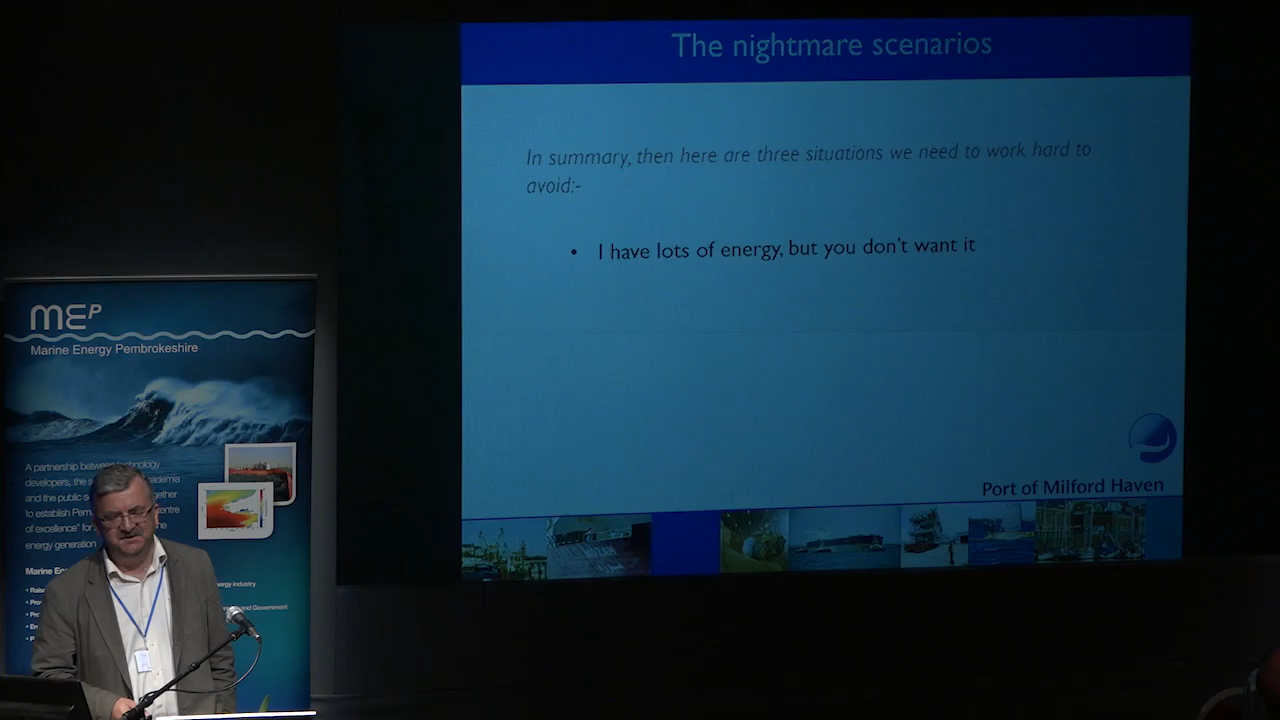 The nightmare scenarios
In summary, then here are three situations we need to work hard to
avoid:-
• I have lots of energy, but you don't want it
Port of Milford Haven
MEP
Marine Energy Pembrokeshire
A partnership between technology
developers, the
and the public
to establish
of excellence"
energy generation
Marine